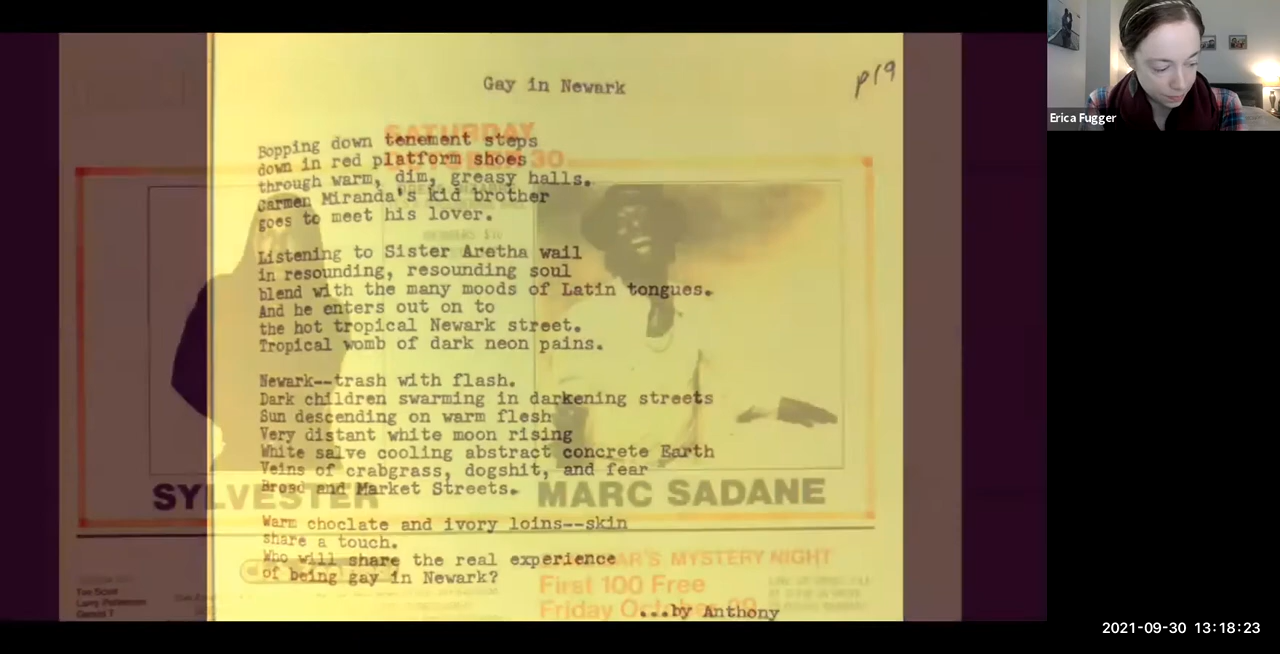 Gay in Newark
p19
Bopping down tenement steps
down in red platform shoes
through warm, dim, greasy halls.
Carmen Miranda's kid brother
goes to meet his lover.
Listening to Sister Aretha wail
in resounding, resounding soul
blend with the many moods of Latin tongues.
And he enters out on to
the hot tropical Newark street.
Tropical womb of dark neon pains.
Newark--trash with flash.
Dark children swarming in darkening streets
Sun descending on warm flesh
Very distant white moon rising
White salve cooling abstract concrete Earth
Veins of crabgrass, dogshit, and fear
Broad and Market Streets.
Warm choclate and ivory loins--skin
share a touch.
Who will share the real experience
of being gay in Newark?
...by Anthony
SATURDAY
OCTOBER 30
SYLVESTER
MARC SADANE
MYSTERY NIGHT
First 100 Free
Friday October
Erica Fugger
2021-09-30 13:18:23